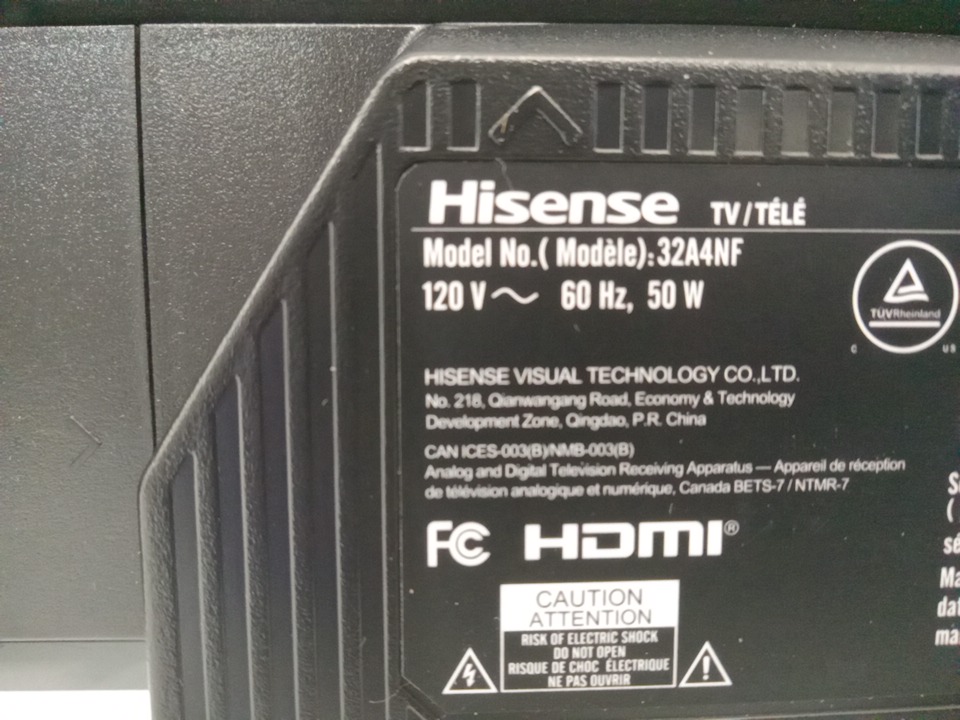 Hisense TV/TÉLÉ
Model No.( Modèle):32A4NF
120 V～ 60 Hz, 50 W
TÜVRheinland
C US
HISENSE VISUAL TECHNOLOGY CO.,LTD.
No. 218, Qianwangang Road, Economy & Technology
Development Zone, Qingdao, P.R. China
CAN ICES-003(B)/NMB-003(B)
Analog and Digital Television Receiving Apparatus — Appareil de réception
de télévision analogique et numérique, Canada BETS-7 / NTMR-7
FC HDMI®
CAUTION
ATTENTION
RISK OF ELECTRIC SHOCK
DO NOT OPEN
RISQUE DE CHOC ÉLECTRIQUE
NE PAS OUVRIR